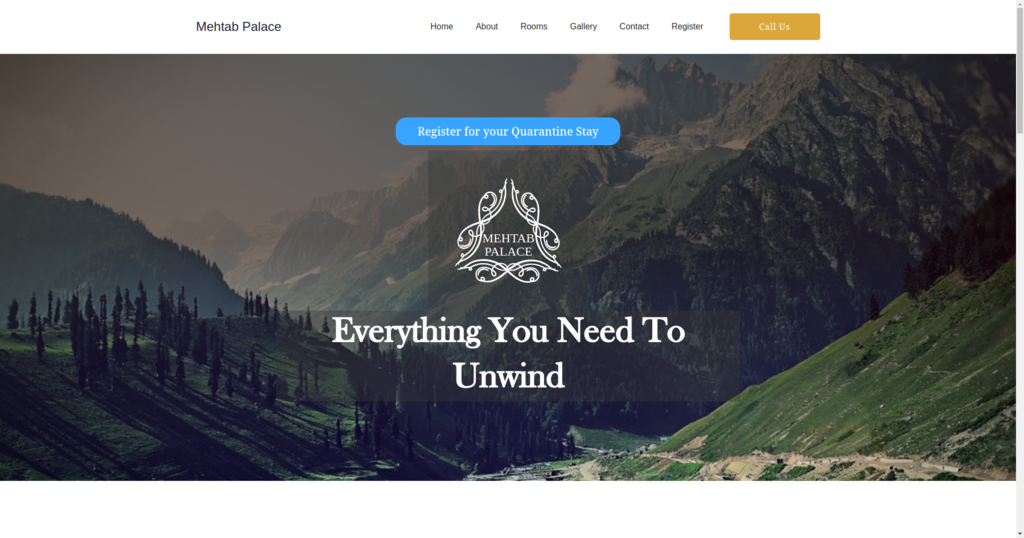 Mehtab Palace
Home About Rooms Gallery Contact Register Call Us
Register for your Quarantine Stay
MEHTAB
PALACE
Everything You Need To
Unwind